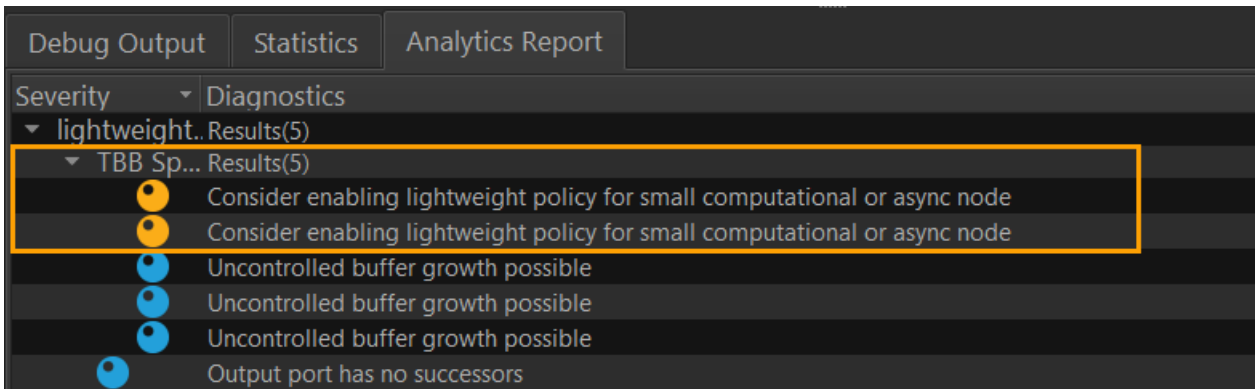 Debug Output Statistics Analytics Report
Severity Diagnostics
lightweight.. Results(5)
TBB Sp... Results(5)
Consider enabling lightweight policy for small computational or async node
Consider enabling lightweight policy for small computational or async node
Uncontrolled buffer growth possible
Uncontrolled buffer growth possible
Uncontrolled buffer growth possible
Output port has no successors